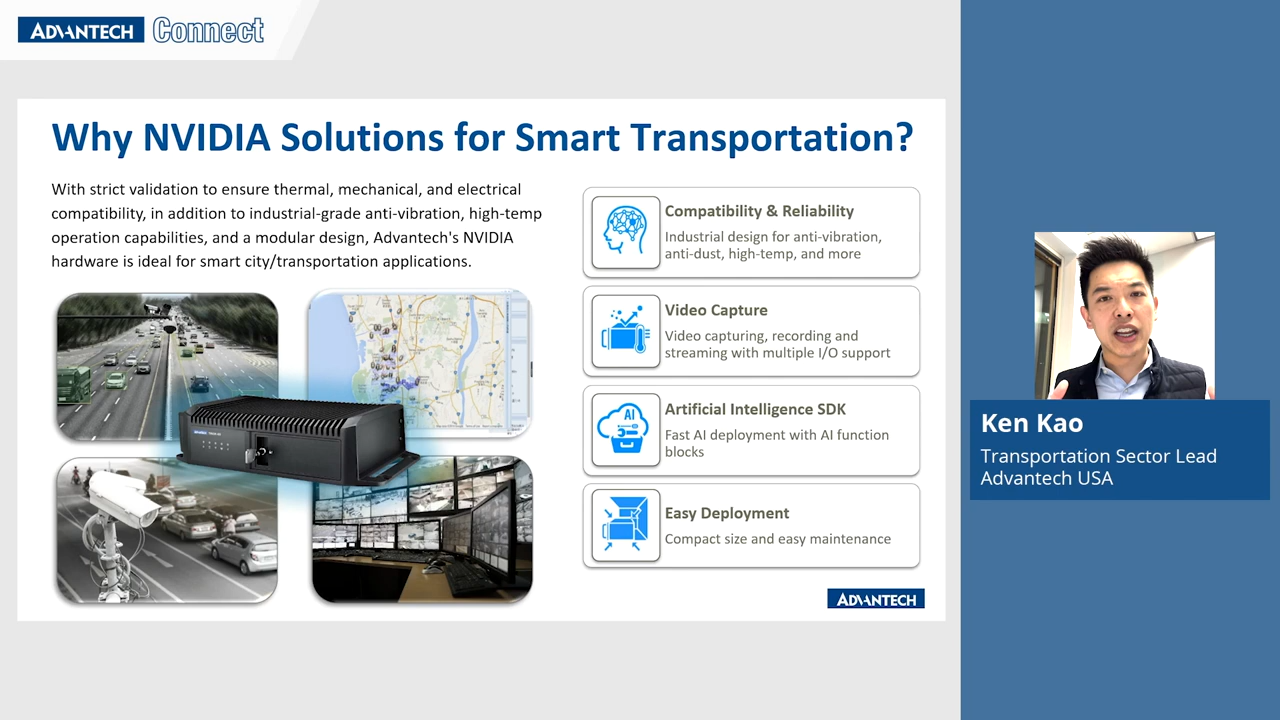 ADVANTECH Connect
Why NVIDIA Solutions for Smart Transportation?
With strict validation to ensure thermal, mechanical, and electrical
compatibility, in addition to industrial-grade anti-vibration, high-temp
operation capabilities, and a modular design, Advantech's NVIDIA
hardware is ideal for smart city/transportation applications.
Compatibility & Reliability
Industrial design for anti-vibration,
anti-dust, high-temp, and more
Video Capture
Video capturing, recording and
streaming with multiple I/O support
AI
Artificial Intelligence SDK
Fast AI deployment with AI function
blocks
Easy Deployment
Compact size and easy maintenance
ADVANTECH
Ken Kao
Transportation Sector Lead
Advantech USA